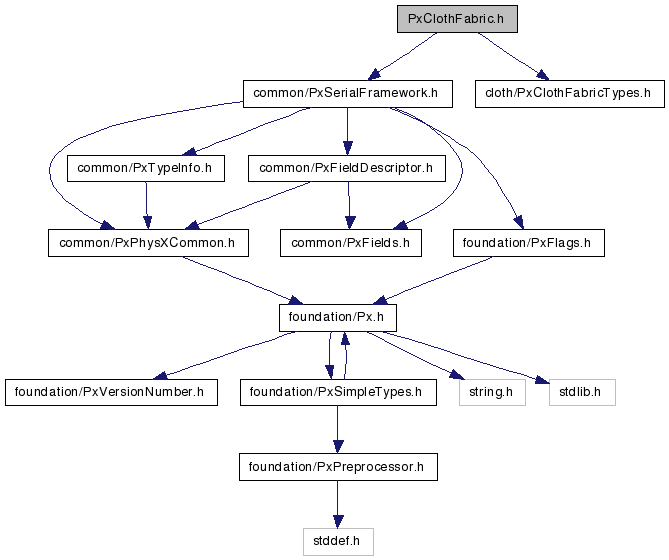 PxClothFabric.h
common/PxSerialFramework.h
cloth/PxClothFabricTypes.h
common/PxTypeInfo.h
common/PxFieldDescriptor.h
common/PxPhysXCommon.h
common/PxFields.h
foundation/PxFlags.h
foundation/Px.h
foundation/PxVersionNumber.h
foundation/PxSimpleTypes.h
string.h
stdlib.h
foundation/PxPreprocessor.h
stddef.h